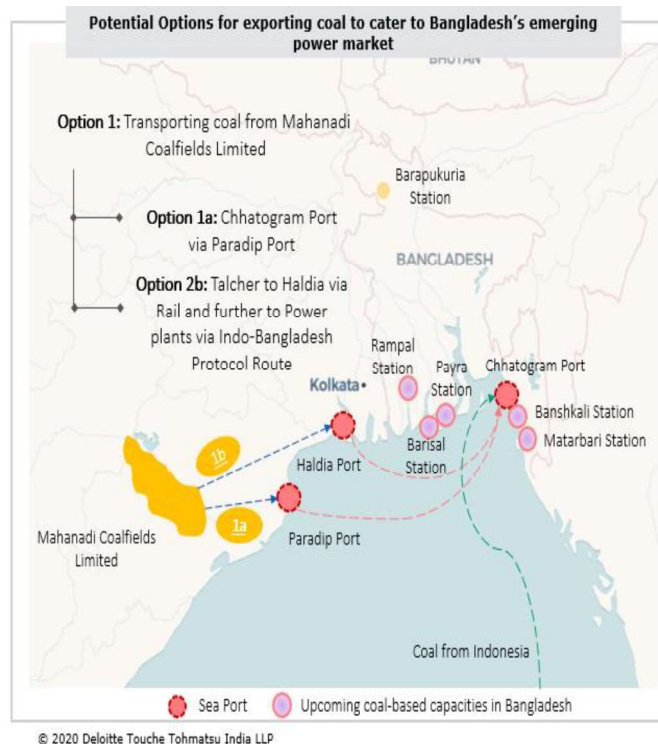 Potential Options for exporting coal to cater to Bangladesh's emerging
power market
BHUTAN
Option 1: Transporting coal from Mahanadi
Coalfields Limited
Barapukuria
Station
Option 1a: Chhatogram Port
via Paradip Port
BANGLADESH
Option 2b: Talcher to Haldia via
Rail and further to Power
plants via Indo-Bangladesh
Protocol Route
Rampal
Station
Payra
Station
Chhatogram Port
Kolkata
Banshkali Station
Matarbari Station
Barisal
Station
1b
Haldia Port
1a
Mahanadi Coalfields
Limited
Paradip Port
Coal from Indonesia
Sea Port
Upcoming coal-based capacities in Bangladesh
© 2020 Deloitte Touche Tohmatsu India LLP